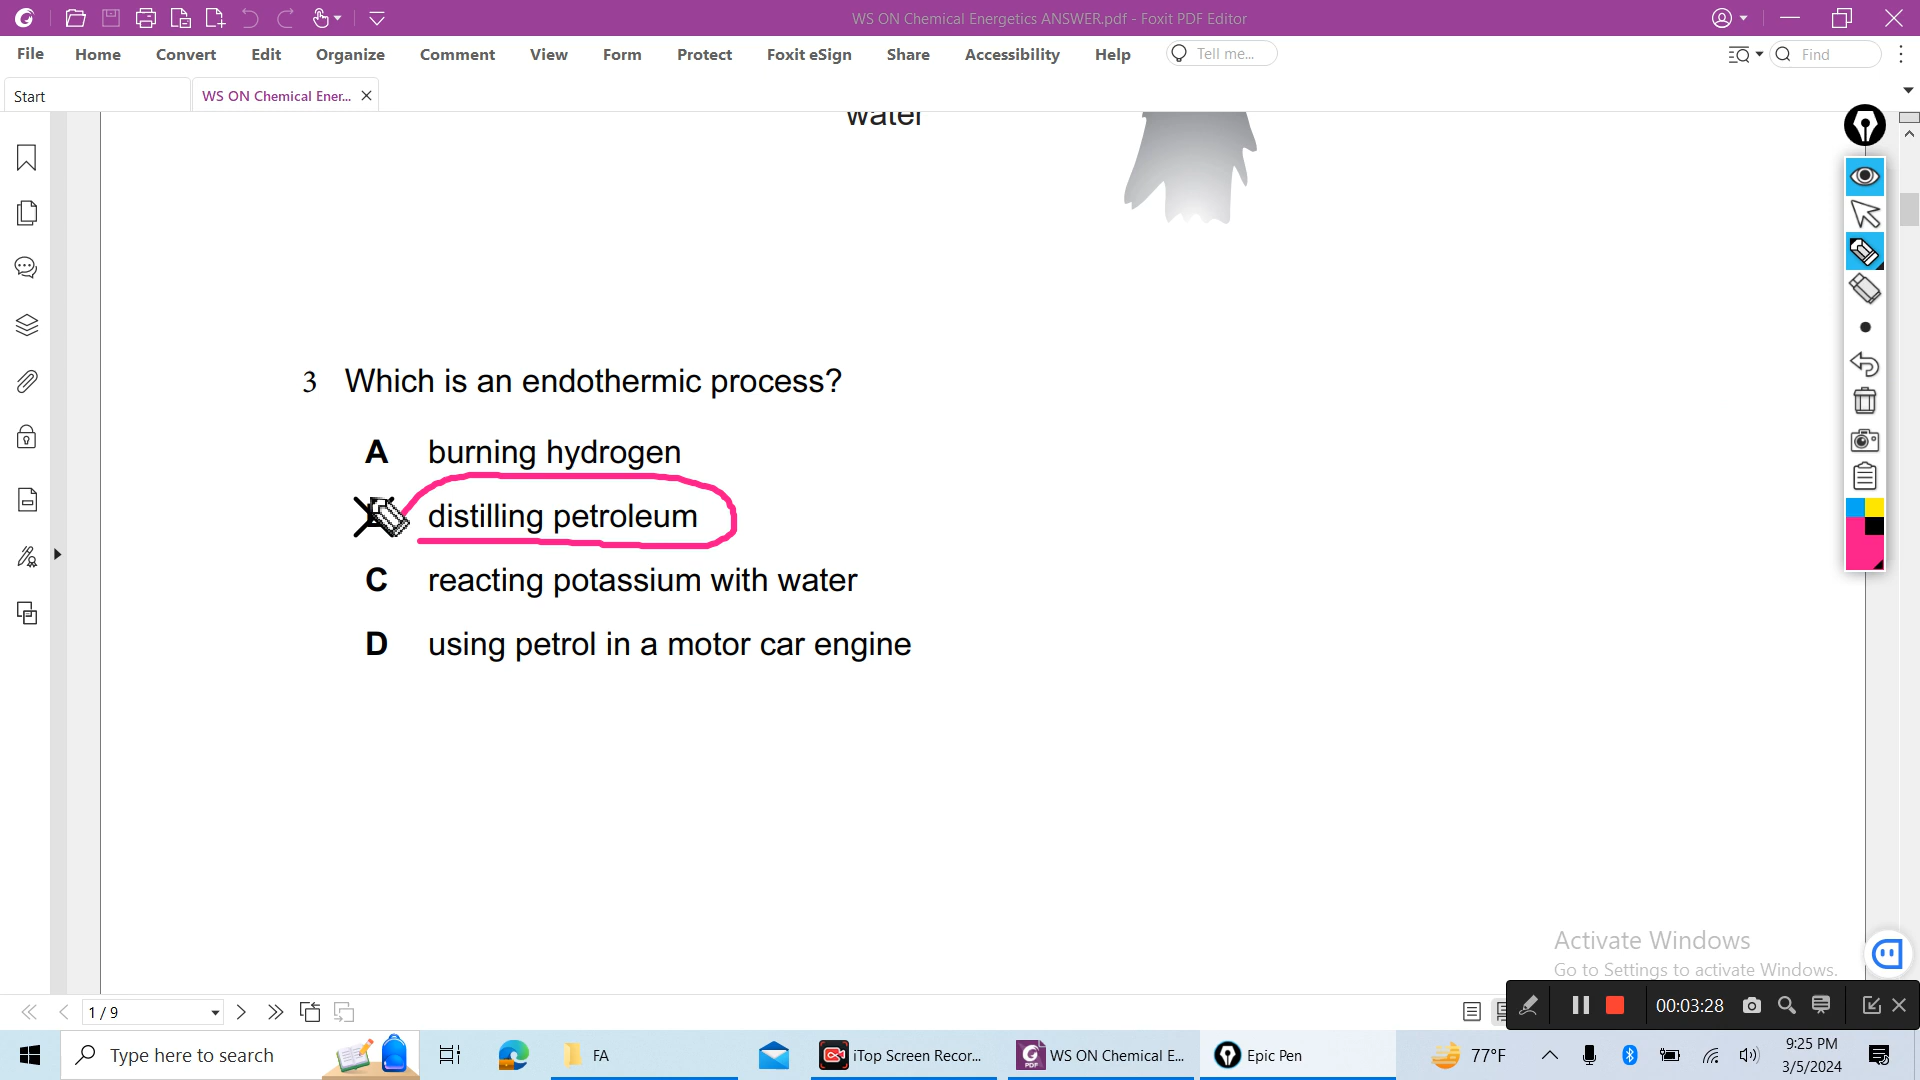 WS ON Chemical Energetics ANSWER.pdf - Foxit PDF Editor
File Home Convert Edit Organize Comment View Form Protect Foxit eSign Share Accessibility Help Tell me... Find
Start WS ON Chemical Ener...
water
3 Which is an endothermic process?
A burning hydrogen
distilling petroleum
C reacting potassium with water
D using petrol in a motor car engine
Activate Windows
Go to Settings to activate Windows.
1 / 9
00:03:28
Type here to search
FA
iTop Screen Recor...
WS ON Chemical E...
Epic Pen
77°F
9:25 PM
3/5/2024